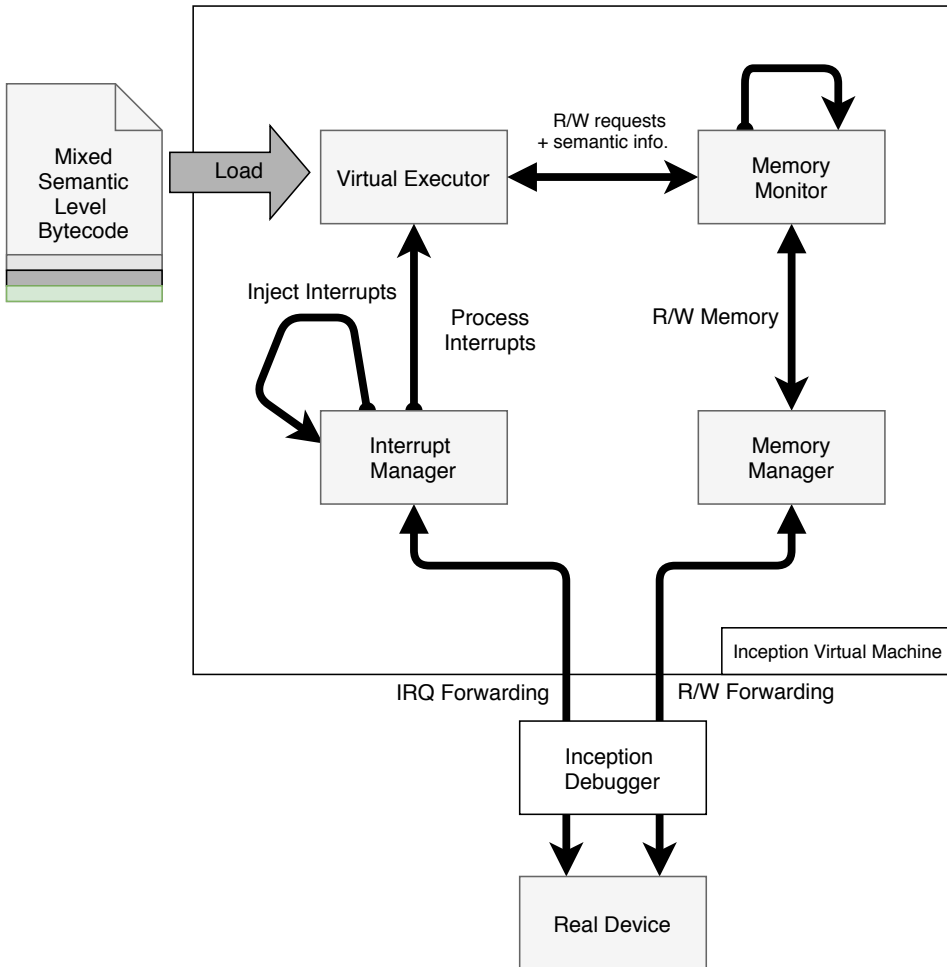 Mixed
Semantic
Level
Bytecode
Load
Virtual Executor
R/W requests
+ semantic info.
Memory
Monitor
Inject Interrupts
Process
Interrupts
R/W Memory
Interrupt
Manager
Memory
Manager
Inception Virtual Machine
IRQ Forwarding
R/W Forwarding
Inception
Debugger
Real Device